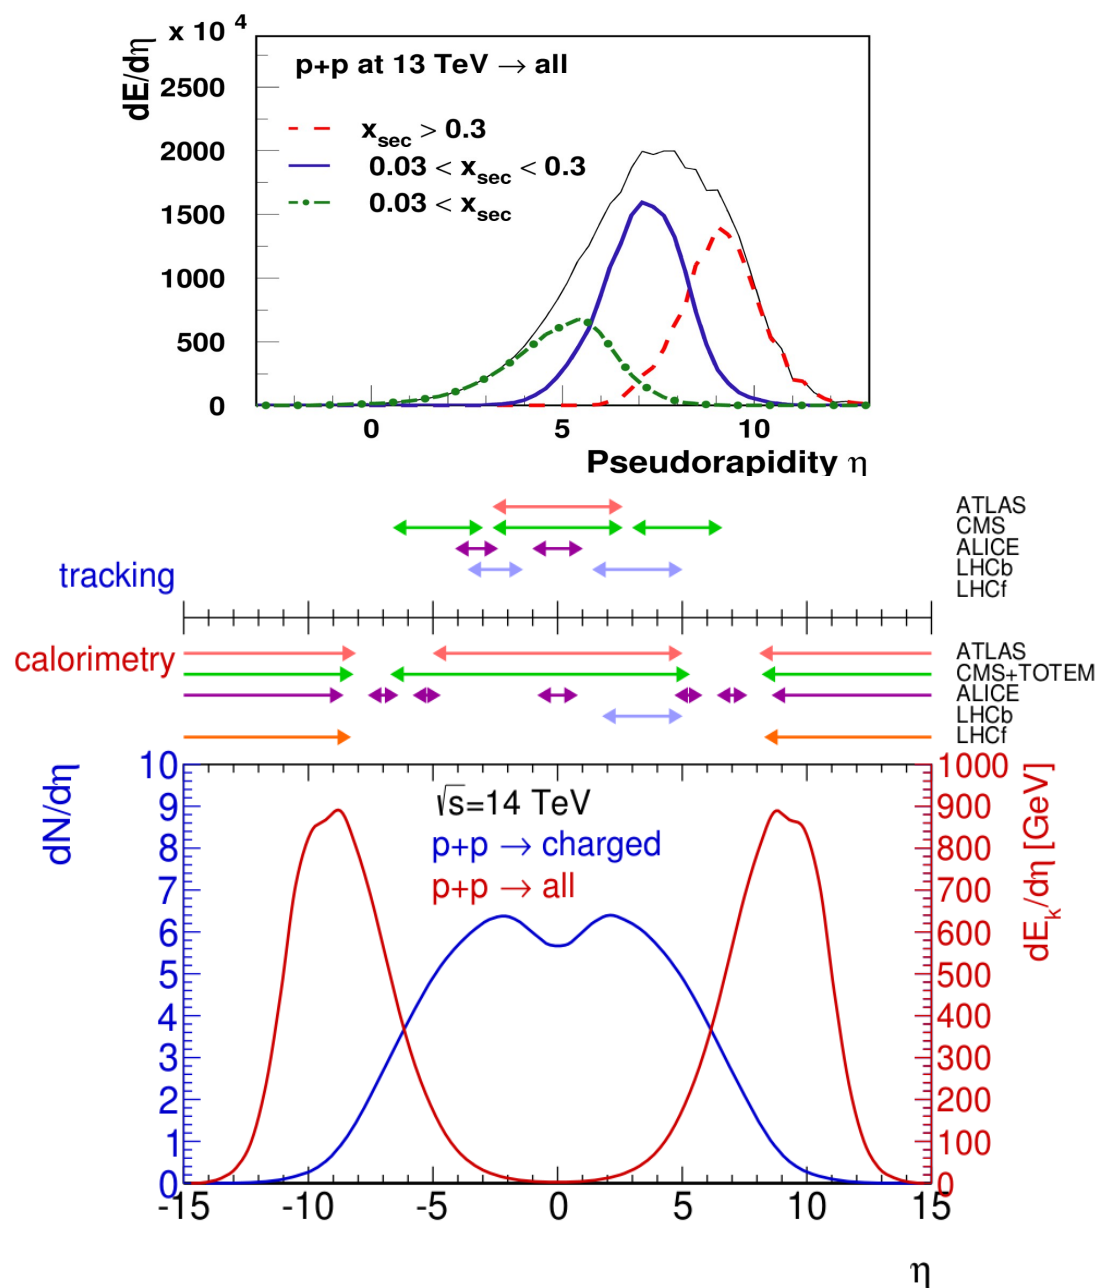 x 10 4
dE/dη
p+p at 13 TeV → all
2500
xsec > 0.3
2000
0.03 < xsec < 0.3
0.03 < xsec
1500
1000
500
0
0 5 10
Pseudorapidity η
ATLAS
CMS
ALICE
tracking LHCb
LHCf
calorimetry ATLAS
CMS+TOTEM
ALICE
LHCb
LHCf
dN/dη
10 1000
dEk/dη [GeV]
√s=14 TeV
9 900
p+p → charged
8 800
p+p → all
7 700
6 600
5 500
4 400
3 300
2 200
1 100
0 0
-15 -10 -5 0 5 10 15
η